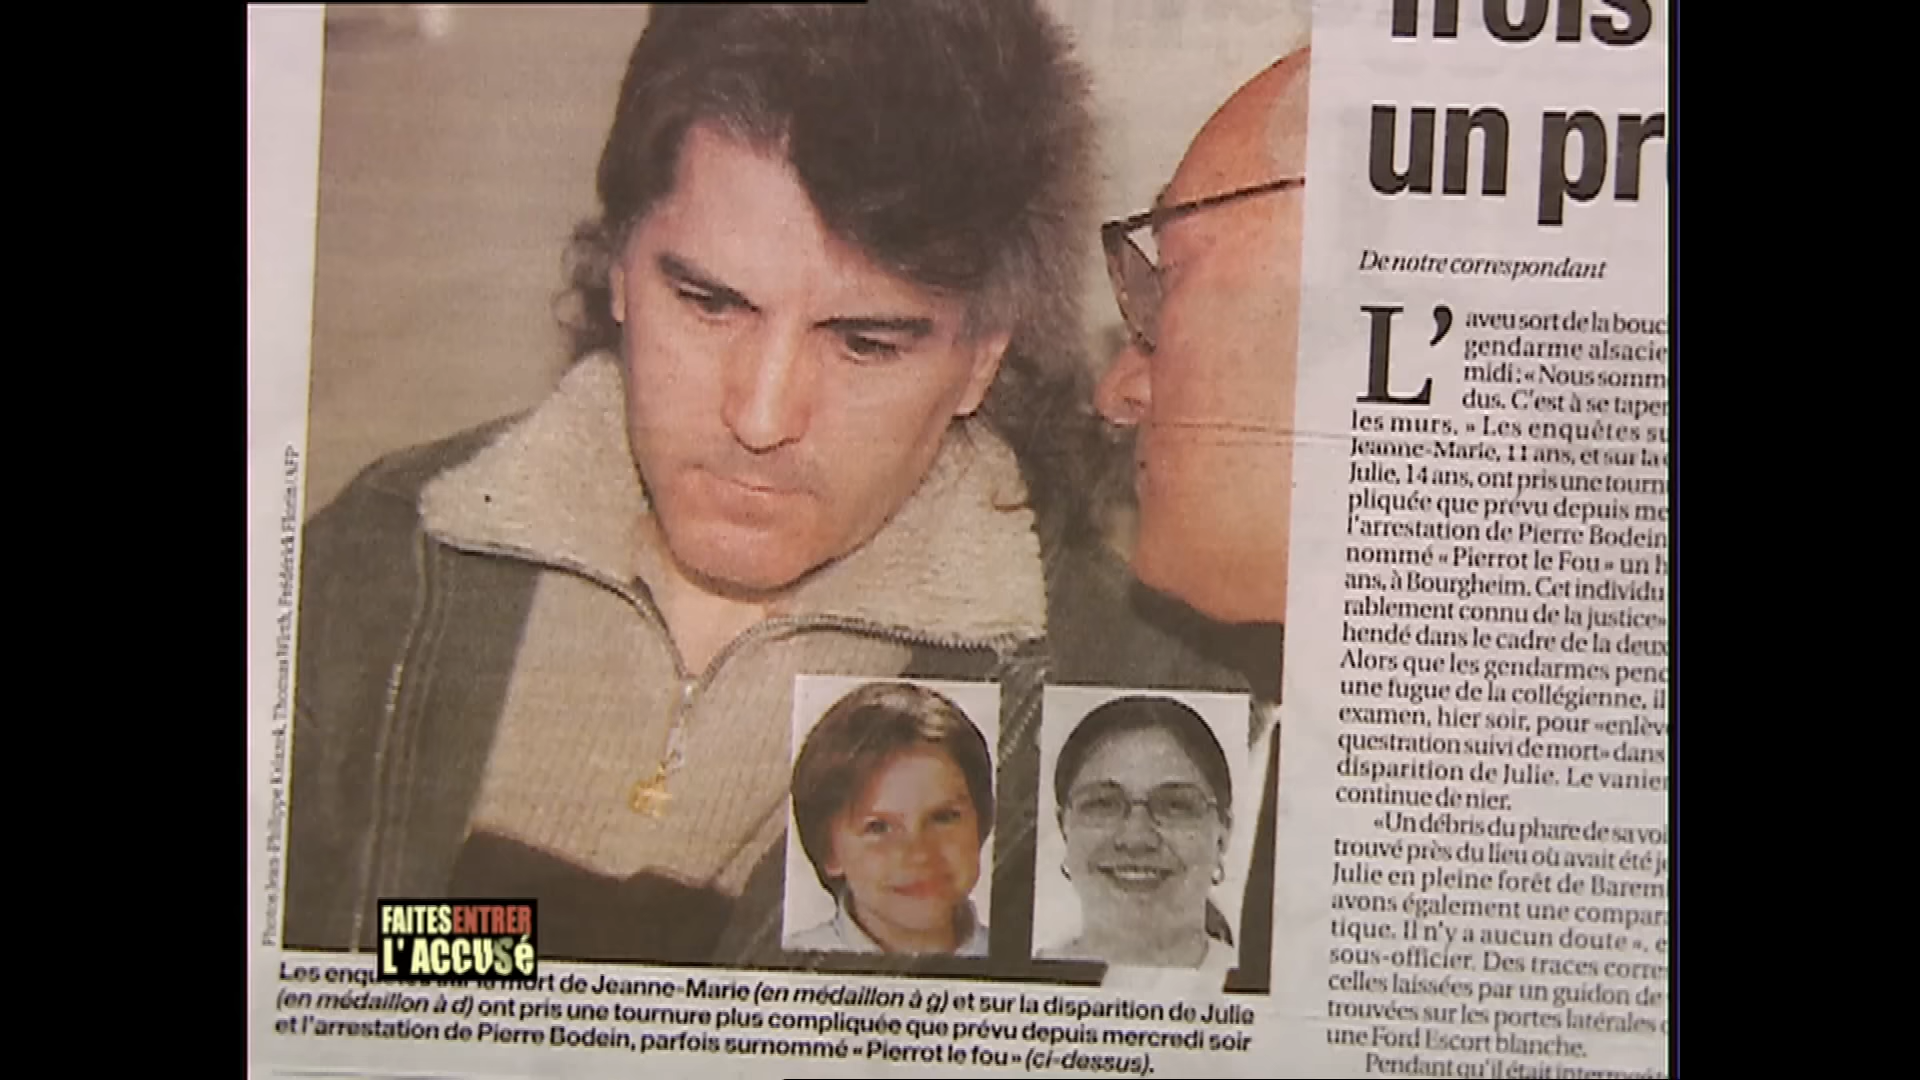 Trois
un pr
De notre correspondant
L'aveu sort de la bouc
gendarme alsacie
midi: « Nous somm
dus. C'est à se taper
les murs. » Les enquêtes su
Jeanne-Marie, 11 ans, et sur la
Julie, 14 ans, ont pris une tourn
pliquée que prévu depuis me
l'arrestation de Pierre Bodein
nommé « Pierrot le Fou » un h
ans, à Bourgheim. Cet individu
rablement connu de la justice»
hendé dans le cadre de la deux
Alors que les gendarmes pen
une fugue de la collégienne, il
examen, hier soir, pour «enlèv
questration suivi de mort» dans
disparition de Julie. Le vanier
continue de nier.
«Un débris du phare de sa voi
trouvé près du lieu où avait été j
Julie en pleine forêt de Barem
avons également une compar
tique. Il n'y a aucun doute », e
sous-officier. Des traces corre
celles laissées par un guidon de
trouvées sur les portes latérales
une Ford Escort blanche.
Pendant qu'il était
Thomas Wirth, Frédérick Florin / AFP
FAITES ENTRER
L'ACCUSé
Les enqu mort de Jeanne-Marie (en médaillon à g) et sur la disparition de Julie
(en médaillon à d) ont pris une tournure plus compliquée que prévu depuis mercredi soir
et l'arrestation de Pierre Bodein, parfois surnommé « Pierrot le fou » (ci-dessus).